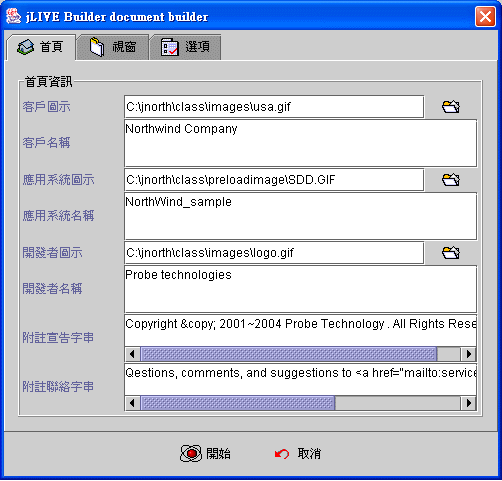 jLIVE Builder document builder
首頁 視窗 選項
首頁資訊
客戶圖示 C:\jnorth\class\images\usa.gif
客戶名稱 Northwind Company
應用系統圖示 C:\jnorth\class\preloadimage\SDD.GIF
應用系統名稱 NorthWind_sample
開發者圖示 C:\jnorth\class\images\logo.gif
開發者名稱 Probe technologies
附註宣告字串 Copyright &copy; 2001~2004 Probe Technology . All Rights Rese
附註聯絡字串 Qestions, comments, and suggestions to <a href="mailto:service
開始 取消